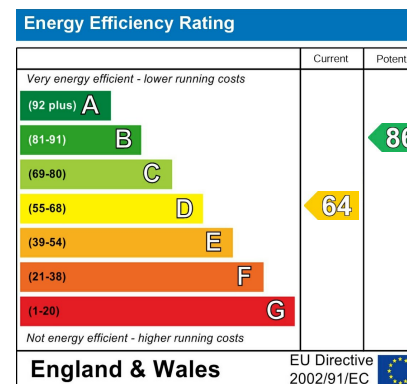 Energy Efficiency Rating
Current Potent
Very energy efficient - lower running costs
(92 plus) A
(81-91) B 86
(69-80) C
(55-68) D 64
(39-54) E
(21-38) F
(1-20) G
Not energy efficient - higher running costs
England & Wales
EU Directive
2002/91/EC